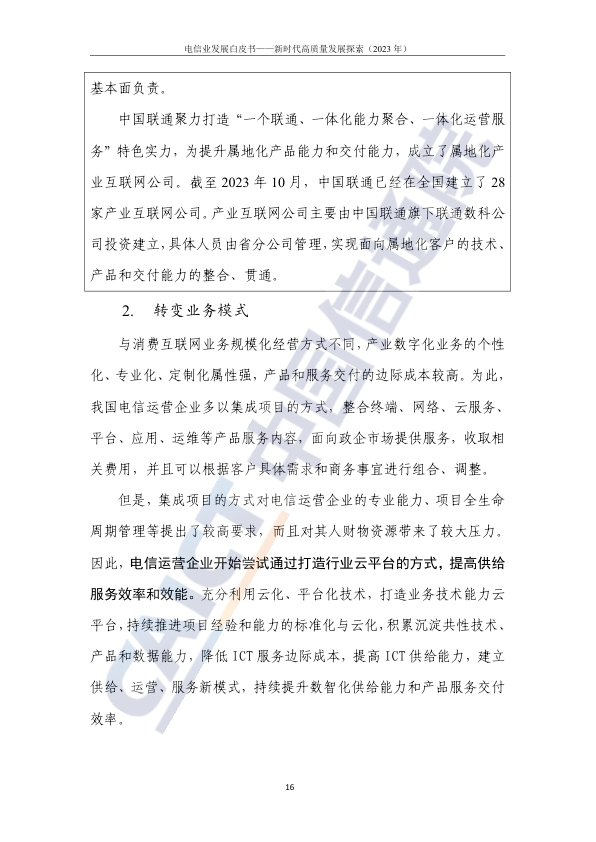 电信业发展白皮书——新时代高质量发展探索（2023 年）
基本面负责。
中国联通聚力打造“一个联通、一体化能力聚合、一体化运营服
务”特色实力，为提升属地化产品能力和交付能力，成立了属地化产
业互联网公司。截至 2023 年 10 月，中国联通已经在全国建立了 28
家产业互联网公司。产业互联网公司主要由中国联通旗下联通数科公
司投资建立，具体人员由省分公司管理，实现面向属地化客户的技术、
产品和交付能力的整合、贯通。
2. 转变业务模式
与消费互联网业务规模化经营方式不同，产业数字化业务的个性
化、专业化、定制化属性强，产品和服务交付的边际成本较高。为此，
我国电信运营企业多以集成项目的方式，整合终端、网络、云服务、
平台、应用、运维等产品服务内容，面向政企市场提供服务，收取相
关费用，并且可以根据客户具体需求和商务事宜进行组合、调整。
但是，集成项目的方式对电信运营企业的专业能力、项目全生命
周期管理等提出了较高要求，而且对其人财物资源带来了较大压力。
因此，电信运营企业开始尝试通过打造行业云平台的方式，提高供给
服务效率和效能。充分利用云化、平台化技术，打造业务技术能力云
平台，持续推进项目经验和能力的标准化与云化，积累沉淀共性技术、
产品和数据能力，降低 ICT 服务边际成本，提高 ICT 供给能力，建立
供给、运营、服务新模式，持续提升数智化供给能力和产品服务交付
效率。
CAICT 中国信通院
16